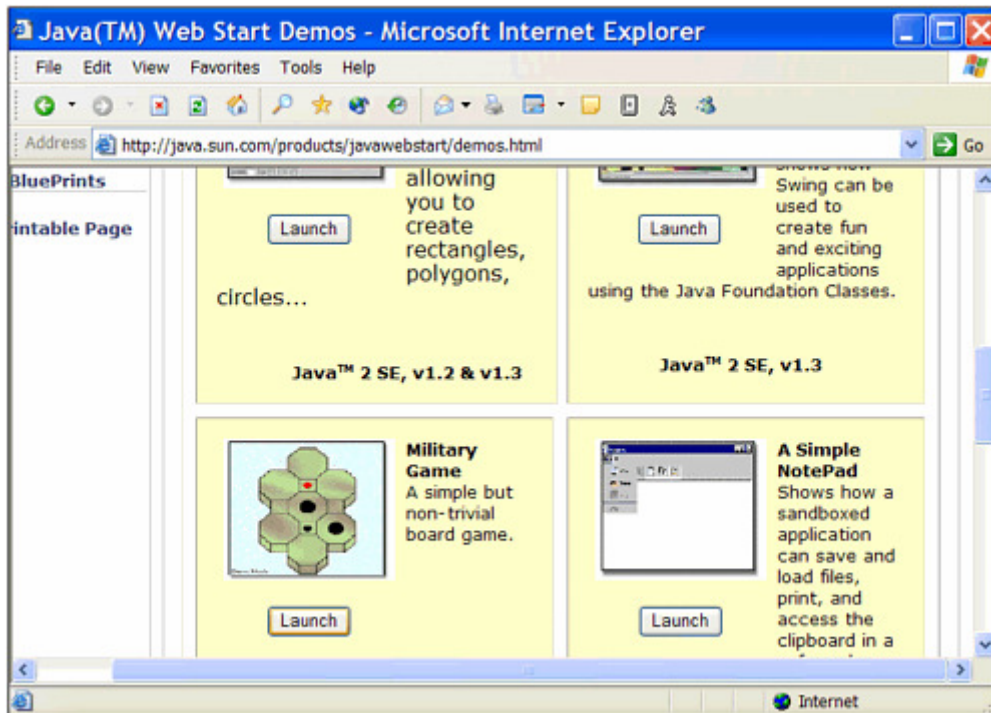 Java(TM) Web Start Demos - Microsoft Internet Explorer
File Edit View Favorites Tools Help
Address http://java.sun.com/products/javawebstart/demos.html Go
BluePrints
rintable Page
allowing
you to
create
rectangles,
polygons,
circles...
Launch
Java™ 2 SE, v1.2 & v1.3
Shows how
Swing can be
used to
create fun
and exciting
applications
using the Java Foundation Classes.
Launch
Java™ 2 SE, v1.3
Military
Game
A simple but
non-trivial
board game.
Launch
A Simple
NotePad
Shows how a
sandboxed
application
can save and
load files,
print, and
access the
clipboard in a
Launch
Internet